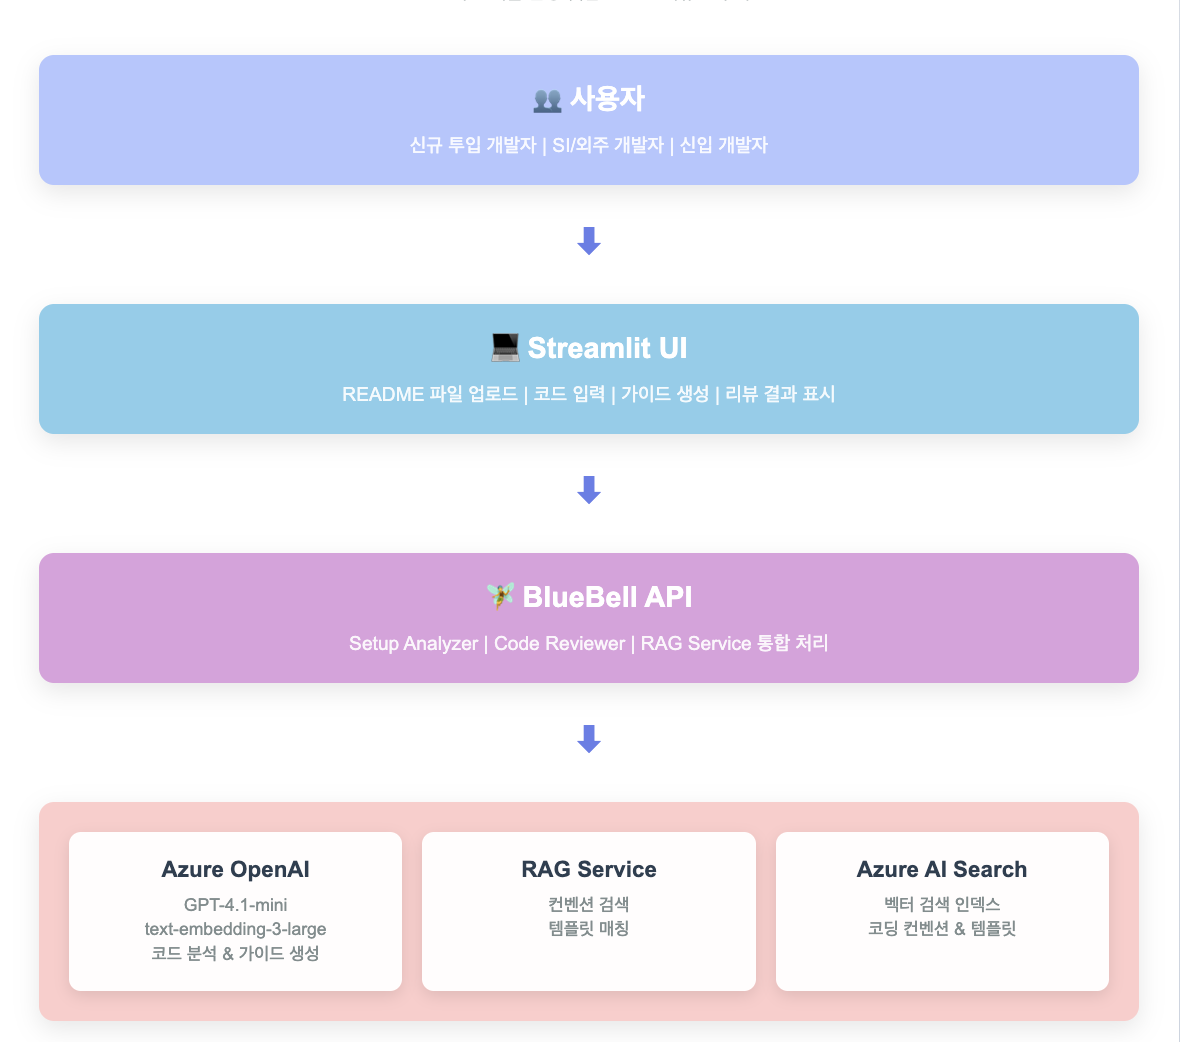 사용자
신규 투입 개발자 | SI/외주 개발자 | 신입 개발자
Streamlit UI
README 파일 업로드 | 코드 입력 | 가이드 생성 | 리뷰 결과 표시
BlueBell API
Setup Analyzer | Code Reviewer | RAG Service 통합 처리
Azure OpenAI
GPT-4.1-mini
text-embedding-3-large
코드 분석 & 가이드 생성
RAG Service
컨벤션 검색
템플릿 매칭
Azure AI Search
벡터 검색 인덱스
코딩 컨벤션 & 템플릿